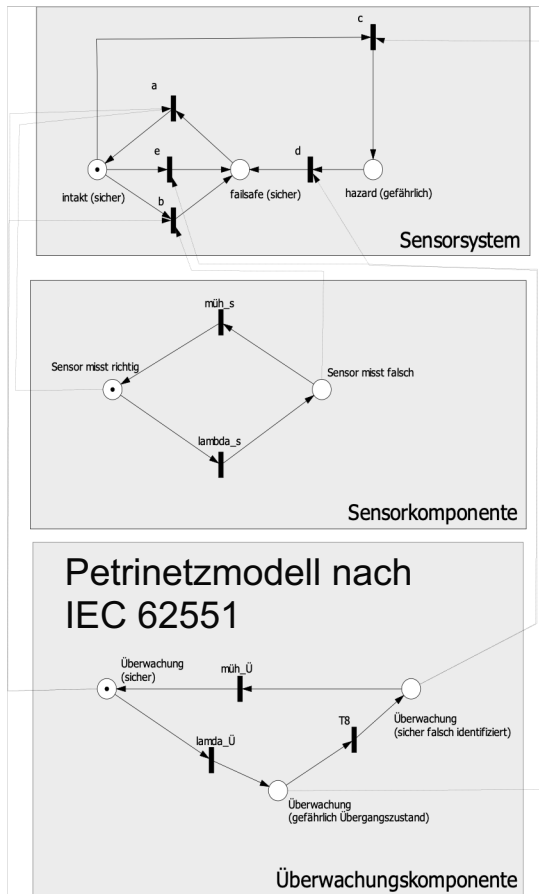 c
a
e
d
intakt (sicher)
failsafe (sicher)
hazard (gefährlich)
b
Sensorsystem
müh_s
Sensor misst richtig
Sensor misst falsch
lambda_s
Sensorkomponente
Petrinetzmodell nach
IEC 62551
Überwachung
(sicher)
müh_Ü
T8
Überwachung
(sicher falsch identifiziert)
lamda_Ü
Überwachung
(gefährlich Übergangszustand)
Überwachungskomponente